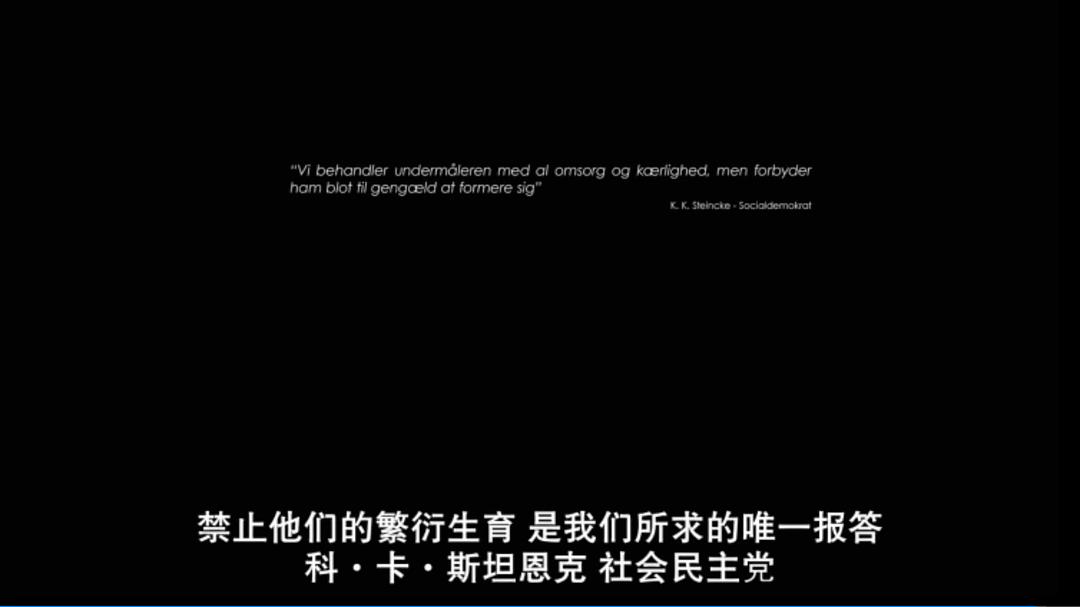 “Vi behandler undermåleren med al omsorg og kærlighed, men forbyder
ham blot til gengæld at formere sig”
K. K. Steincke - Socialdemokrat
禁止他们的繁衍生育 是我们所求的唯一报答
科·卡·斯坦恩克 社会民主党